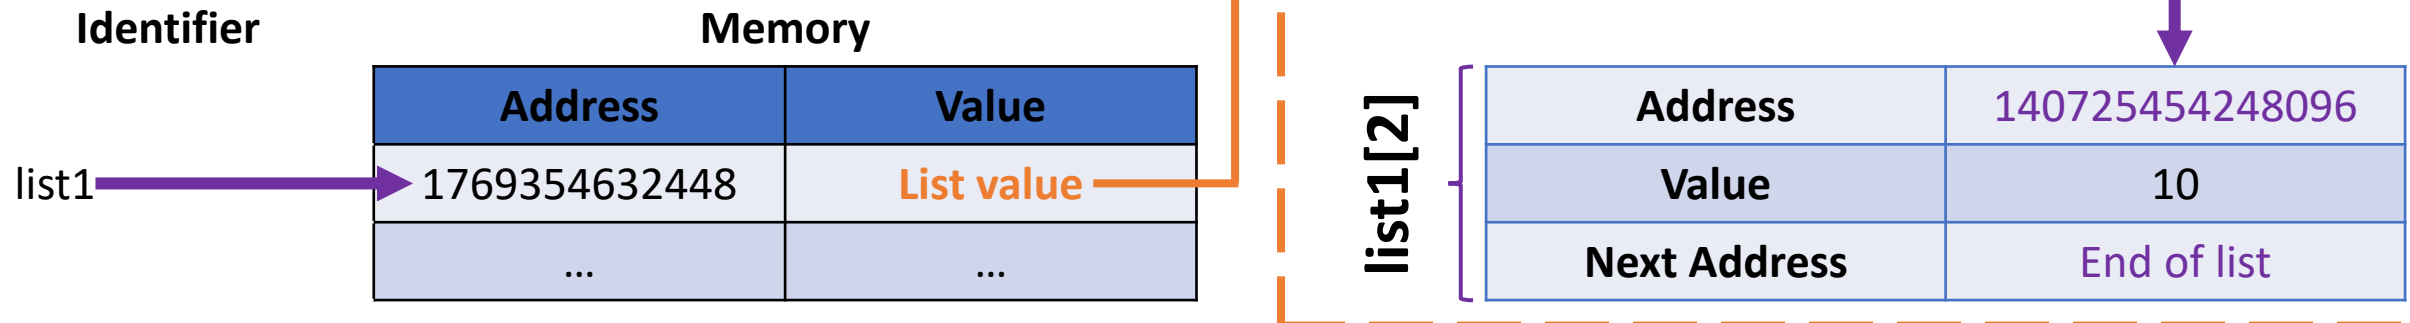 Identifier
Memory
Address Value
list1 1769354632448 List value
... ...
list1[2]
Address 140725454248096
Value 10
Next Address End of list